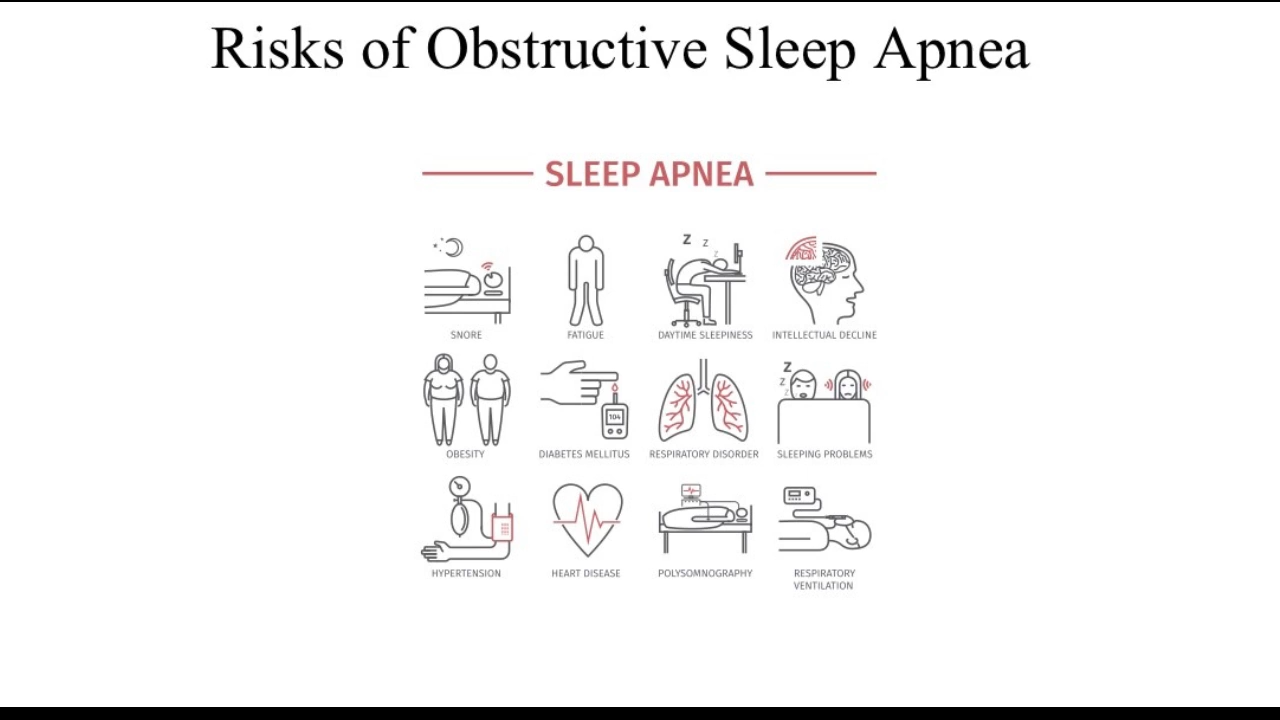 Risks of Obstructive Sleep Apnea
SLEEP APNEA
Z Z Z
SNORE FATIGUE DAYTIME SLEEPINESS INTELLECTUAL DECLINE
Z
Z
Z
104
OBESITY DIABETES MELLITUS RESPIRATORY DISORDER SLEEPING PROBLEMS
HYPERTENSION HEART DISEASE POLYSOMNOGRAPHY RESPIRATORY
VENTILATION